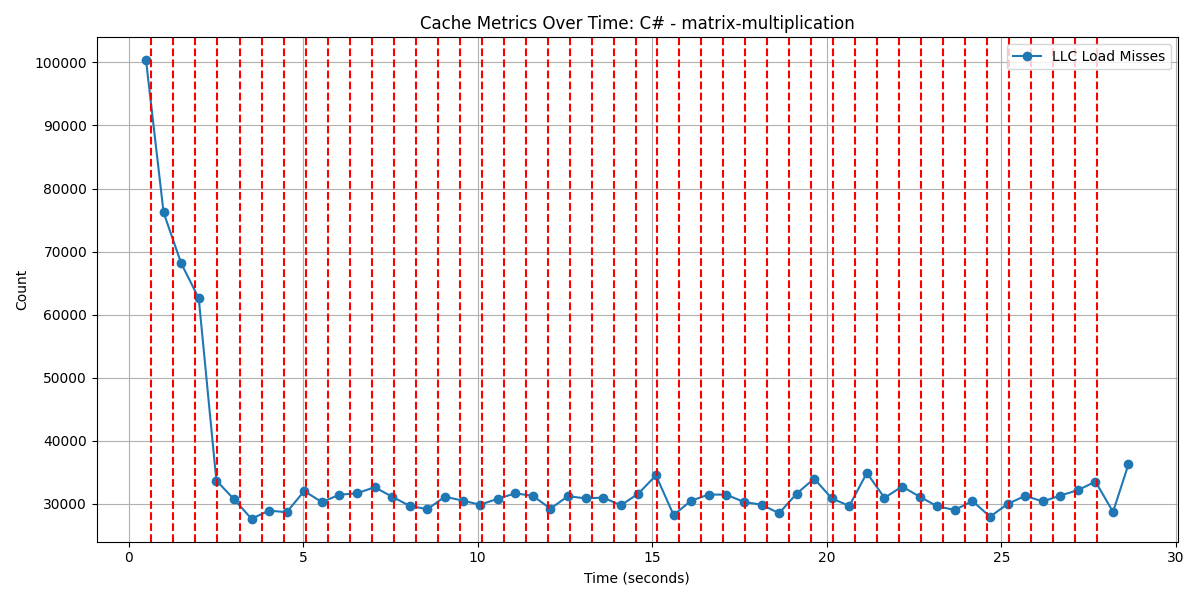 Cache Metrics Over Time: C# - matrix-multiplication
LLC Load Misses
Count
100000
90000
80000
70000
60000
50000
40000
30000
0 5 10 15 20 25 30
Time (seconds)